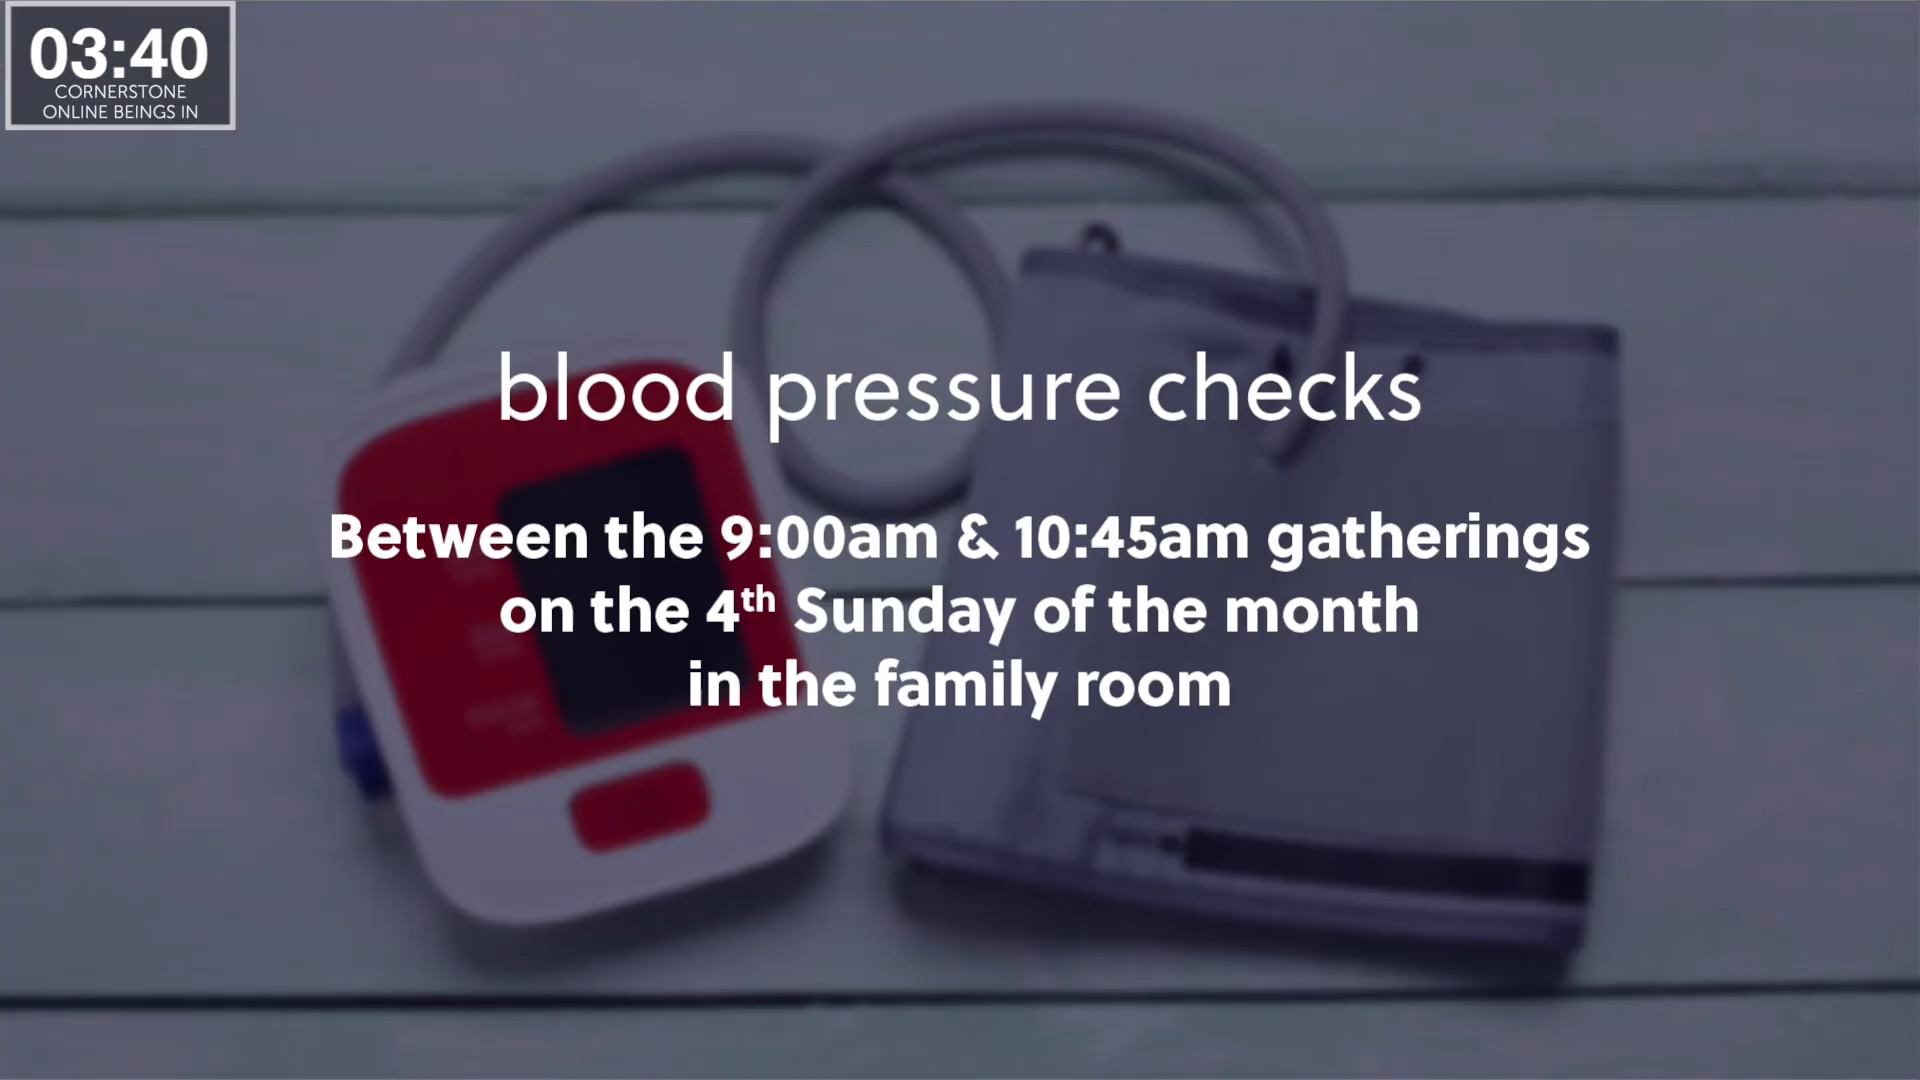 03:40
CORNERSTONE
ONLINE BEINGS IN
blood pressure checks
Between the 9:00am & 10:45am gatherings
on the 4th Sunday of the month
in the family room